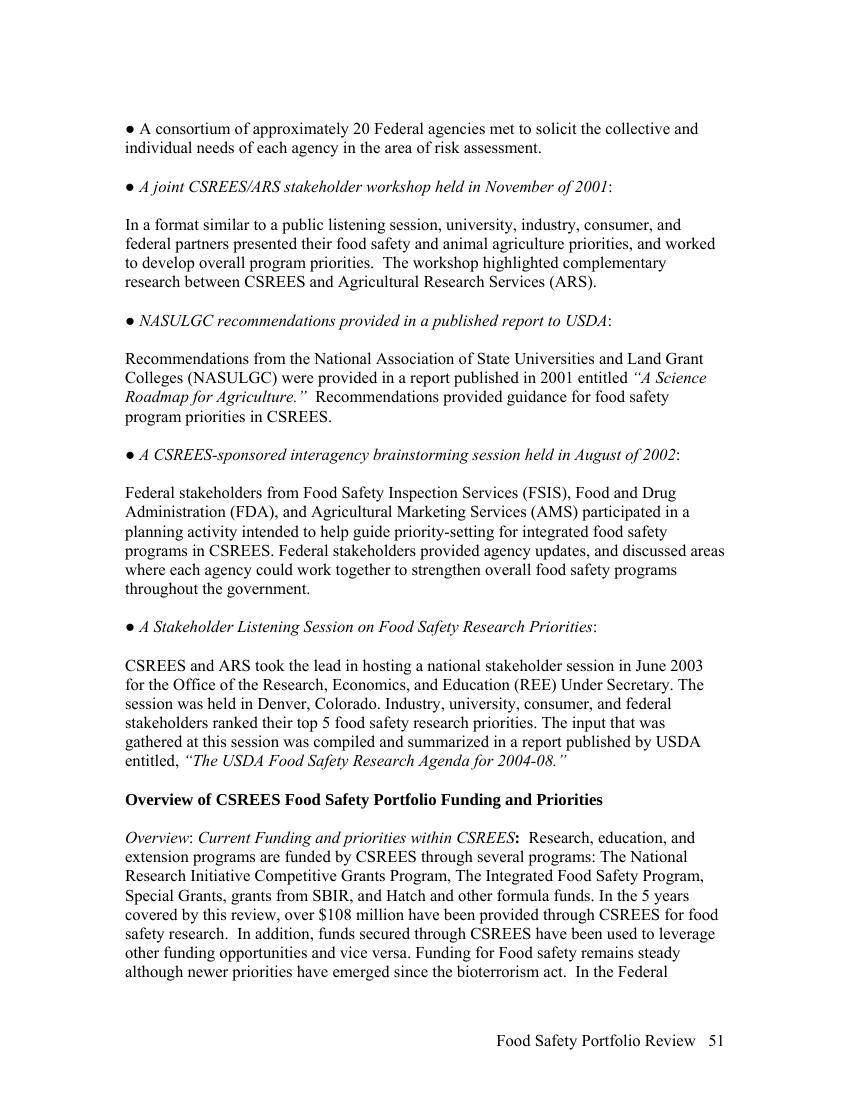 ● A consortium of approximately 20 Federal agencies met to solicit the collective and
individual needs of each agency in the area of risk assessment.
● A joint CSREES/ARS stakeholder workshop held in November of 2001:
In a format similar to a public listening session, university, industry, consumer, and
federal partners presented their food safety and animal agriculture priorities, and worked
to develop overall program priorities.  The workshop highlighted complementary
research between CSREES and Agricultural Research Services (ARS).
● NASULGC recommendations provided in a published report to USDA:
Recommendations from the National Association of State Universities and Land Grant
Colleges (NASULGC) were provided in a report published in 2001 entitled “A Science
Roadmap for Agriculture.”  Recommendations provided guidance for food safety
program priorities in CSREES.
● A CSREES-sponsored interagency brainstorming session held in August of 2002:
Federal stakeholders from Food Safety Inspection Services (FSIS), Food and Drug
Administration (FDA), and Agricultural Marketing Services (AMS) participated in a
planning activity intended to help guide priority-setting for integrated food safety
programs in CSREES. Federal stakeholders provided agency updates, and discussed areas
where each agency could work together to strengthen overall food safety programs
throughout the government.
● A Stakeholder Listening Session on Food Safety Research Priorities:
CSREES and ARS took the lead in hosting a national stakeholder session in June 2003
for the Office of the Research, Economics, and Education (REE) Under Secretary. The
session was held in Denver, Colorado. Industry, university, consumer, and federal
stakeholders ranked their top 5 food safety research priorities. The input that was
gathered at this session was compiled and summarized in a report published by USDA
entitled, “The USDA Food Safety Research Agenda for 2004-08.”
Overview of CSREES Food Safety Portfolio Funding and Priorities
Overview: Current Funding and priorities within CSREES:  Research, education, and
extension programs are funded by CSREES through several programs: The National
Research Initiative Competitive Grants Program, The Integrated Food Safety Program,
Special Grants, grants from SBIR, and Hatch and other formula funds. In the 5 years
covered by this review, over $108 million have been provided through CSREES for food
safety research.  In addition, funds secured through CSREES have been used to leverage
other funding opportunities and vice versa. Funding for Food safety remains steady
although newer priorities have emerged since the bioterrorism act.  In the Federal
Food Safety Portfolio Review   51